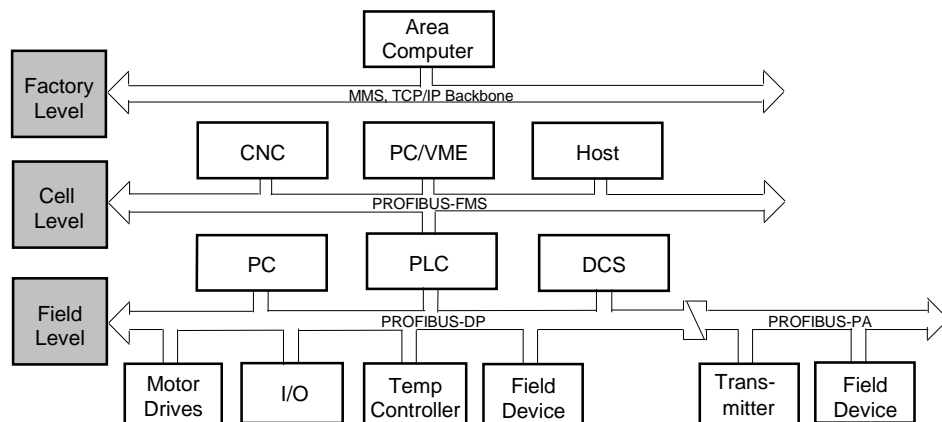 Area
Computer
Factory
Level
MMS, TCP/IP Backbone
CNC
PC/VME
Host
Cell
Level
PROFIBUS-FMS
PC
PLC
DCS
Field
Level
PROFIBUS-DP
PROFIBUS-PA
Motor
Drives
I/O
Temp
Controller
Field
Device
Trans-
mitter
Field
Device